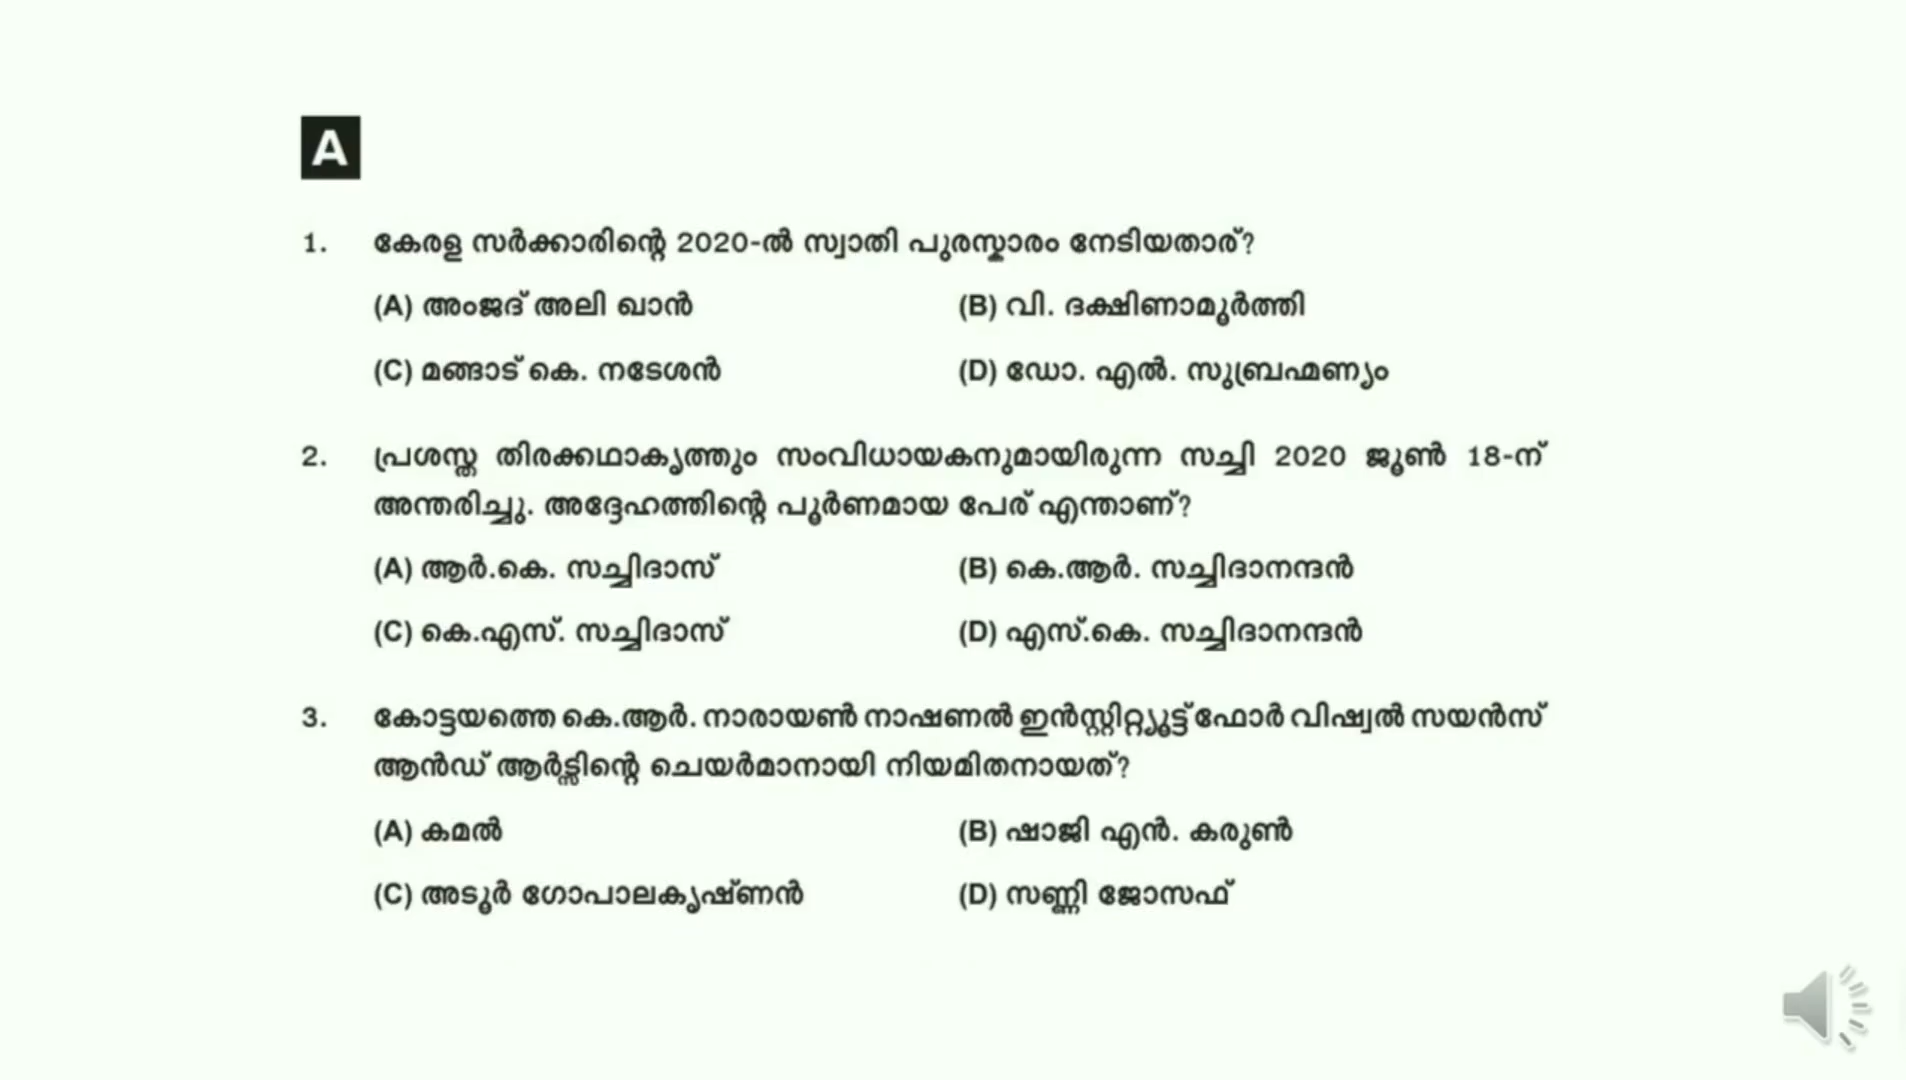 A
1. കേരള സർക്കാരിന്റെ 2020-ൽ സ്വാതി പുരസ്കാരം നേടിയതാര്?
(A) അംജദ് അലി ഖാൻ (B) വി. ദക്ഷിണാമൂർത്തി
(C) മങ്ങാട് കെ. നടേശൻ (D) ഡോ. എൽ. സുബ്രഹ്മണ്യം
2. പ്രശസ്ത തിരക്കഥാകൃത്തും സംവിധായകനുമായിരുന്ന സച്ചി 2020 ജൂൺ 18-ന്
അന്തരിച്ചു. അദ്ദേഹത്തിന്റെ പൂർണമായ പേര് എന്താണ്?
(A) ആർ.കെ. സച്ചിദാസ് (B) കെ.ആർ. സച്ചിദാനന്ദൻ
(C) കെ.എസ്. സച്ചിദാസ് (D) എസ്.കെ. സച്ചിദാനന്ദൻ
3. കോട്ടയത്തെ കെ.ആർ. നാരായൺ നാഷണൽ ഇൻസ്റ്റിറ്റ്യൂട്ട് ഫോർ വിഷ്വൽ സയൻസ്
ആൻഡ് ആർട്സിന്റെ ചെയർമാനായി നിയമിതനായത്?
(A) കമൽ (B) ഷാജി എൻ. കരുൺ
(C) അടൂർ ഗോപാലകൃഷ്ണൻ (D) സണ്ണി ജോസഫ്